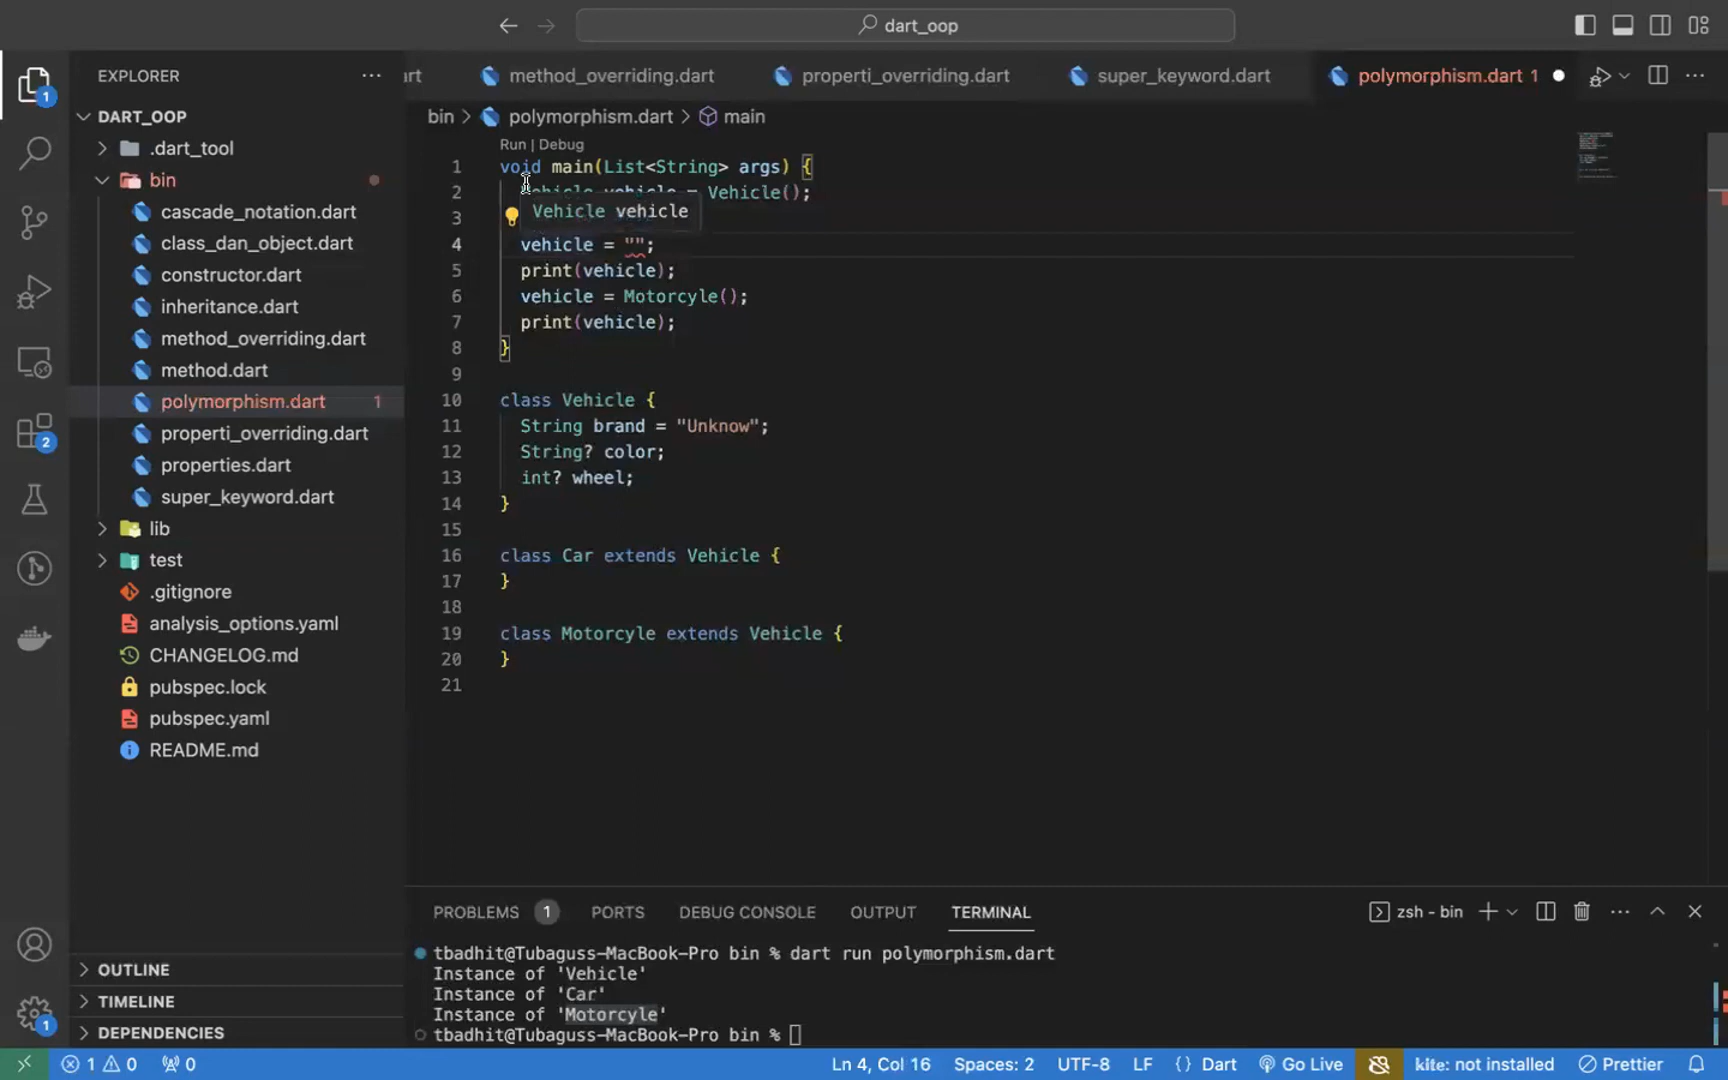 dart_oop
EXPLORER
rt
method_overriding.dart
properti_overriding.dart
super_keyword.dart
polymorphism.dart 1
DART_OOP
.dart_tool
bin
cascade_notation.dart
class_dan_object.dart
constructor.dart
inheritance.dart
method_overriding.dart
method.dart
polymorphism.dart 1
properti_overriding.dart
properties.dart
super_keyword.dart
lib
test
.gitignore
analysis_options.yaml
CHANGELOG.md
pubspec.lock
pubspec.yaml
README.md
OUTLINE
TIMELINE
DEPENDENCIES
1
2
1
bin > polymorphism.dart > main
Run | Debug
1 void main(List<String> args) {
2 Vehicle vehicle = Vehicle();
Vehicle vehicle
3
4 vehicle = "";
5 print(vehicle);
6 vehicle = Motorcyle();
7 print(vehicle);
8 }
9
10 class Vehicle {
11 String brand = "Unknow";
12 String? color;
13 int? wheel;
14 }
15
16 class Car extends Vehicle {
17 }
18
19 class Motorcyle extends Vehicle {
20 }
21
PROBLEMS 1 PORTS DEBUG CONSOLE OUTPUT TERMINAL
zsh - bin
tbadhit@Tubaguss-MacBook-Pro bin % dart run polymorphism.dart
Instance of 'Vehicle'
Instance of 'Car'
Instance of 'Motorcyle'
tbadhit@Tubaguss-MacBook-Pro bin %
1 0 0 Ln 4, Col 16 Spaces: 2 UTF-8 LF {} Dart Go Live kite: not installed Prettier